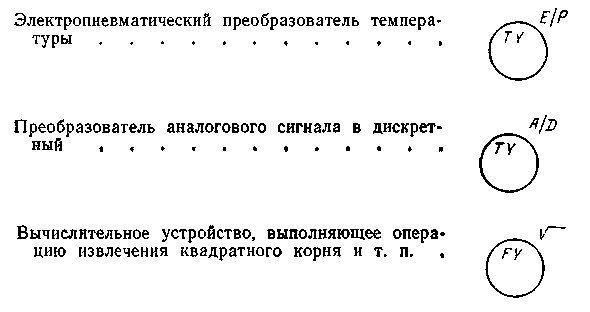 Электропневматический преобразователь темпера-
туры . . . . . . . . . . . .
E/P
TY
Преобразователь аналогового сигнала в дискрет-
ный . . . . . . . . . . . .
A/D
TY
Вычислительное устройство, выполняющее опера-
цию извлечения квадратного корня и т. п. .
√
FY